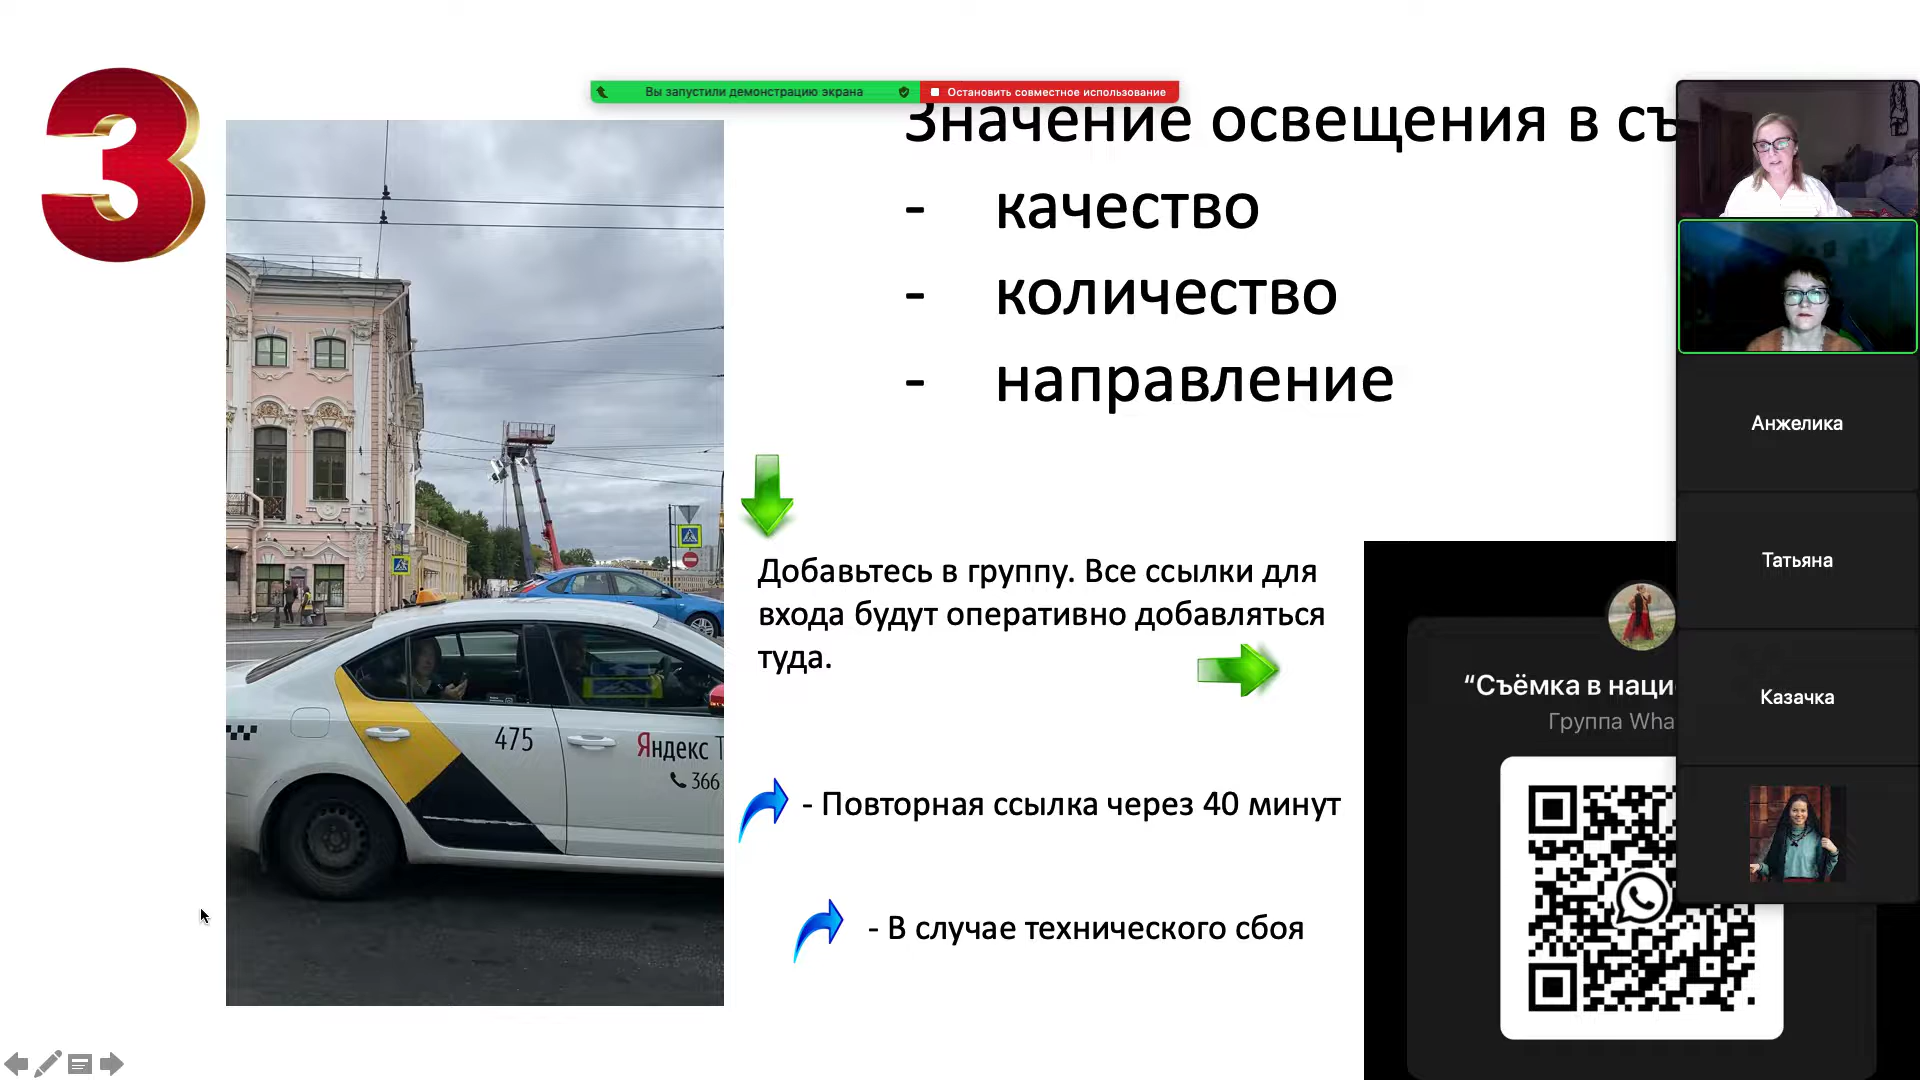 3
Вы запустили демонстрацию экрана
Остановить совместное использование
Значение освещения в съ
- качество
- количество
- направление
Добавьтесь в группу. Все ссылки для
входа будут оперативно добавляться
туда.
- Повторная ссылка через 40 минут
- В случае технического сбоя
475
Яндекс Т
366
“Съёмка в наци
Группа Wha
Анжелика
Татьяна
Казачка